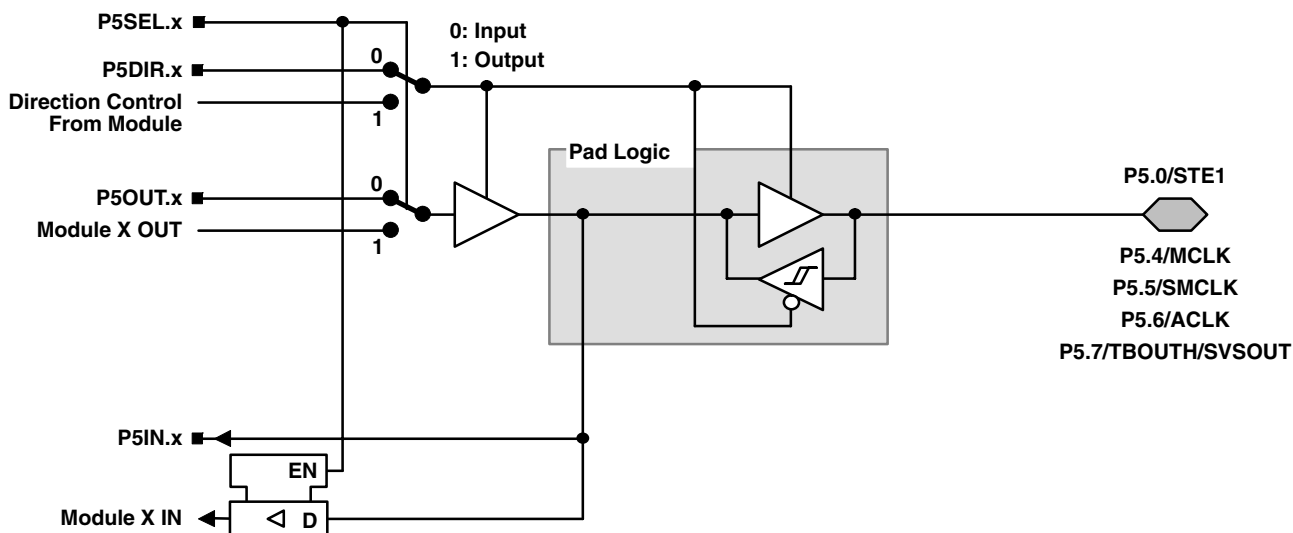 P5SEL.x
0: Input
1: Output
0
P5DIR.x
Direction Control
From Module
1
Pad Logic
P5.0/STE1
0
P5OUT.x
Module X OUT
1
P5.4/MCLK
P5.5/SMCLK
P5.6/ACLK
P5.7/TBOUTH/SVSOUT
P5IN.x
EN
Module X IN
D